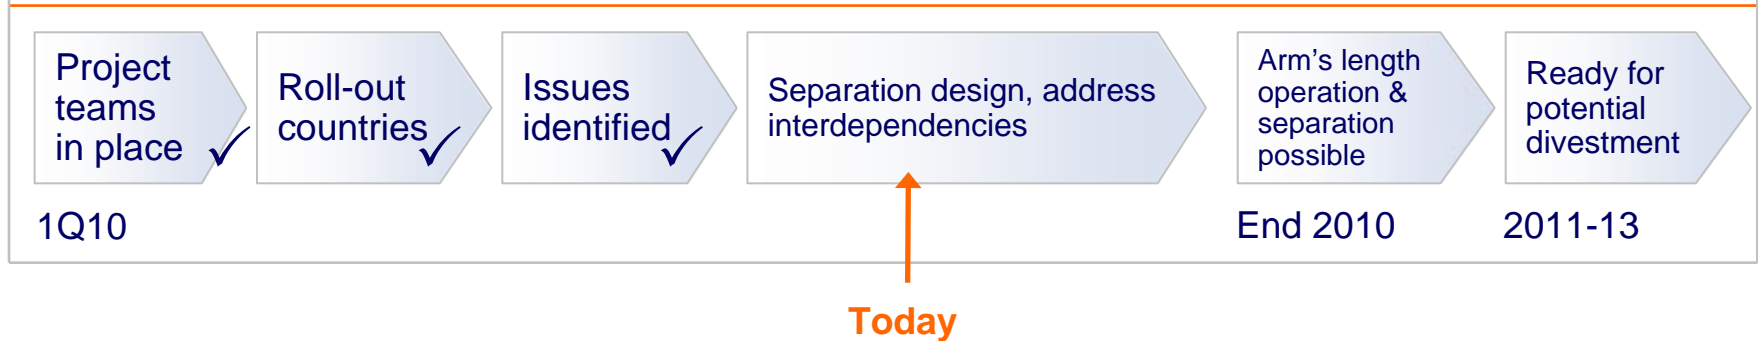 Project
teams
in place
Roll-out
countries
Issues
identified
Separation design, address
interdependencies
Arm's length
operation &
separation
possible
Ready for
potential
divestment
1Q10
End 2010
2011-13
Today